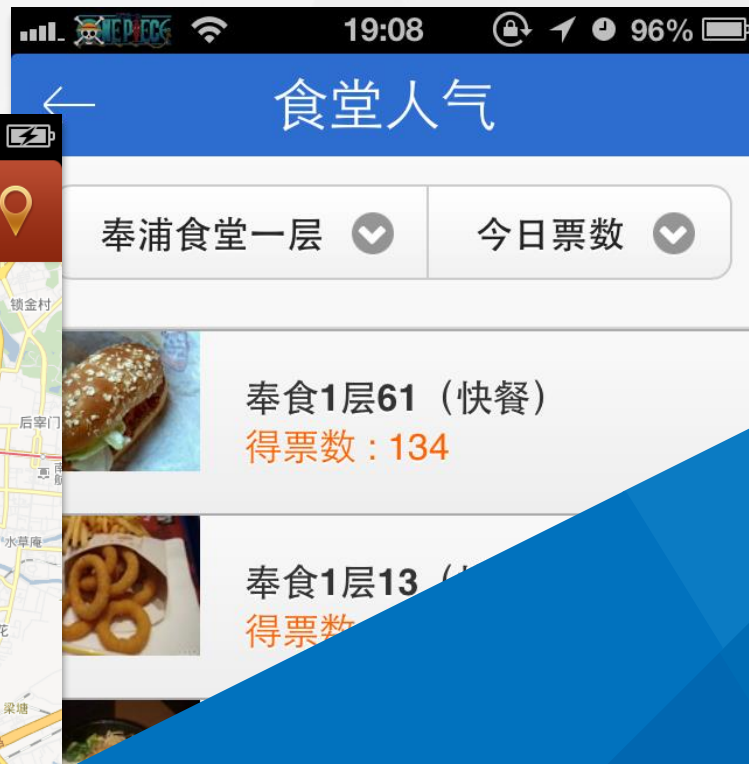 ONE PIECE
19:08
96%
食堂人气
奉浦食堂一层
今日票数
奉食1层61（快餐）
得票数：134
奉食1层13
得票数
锁金村
后宰门
水草庵
梁塘